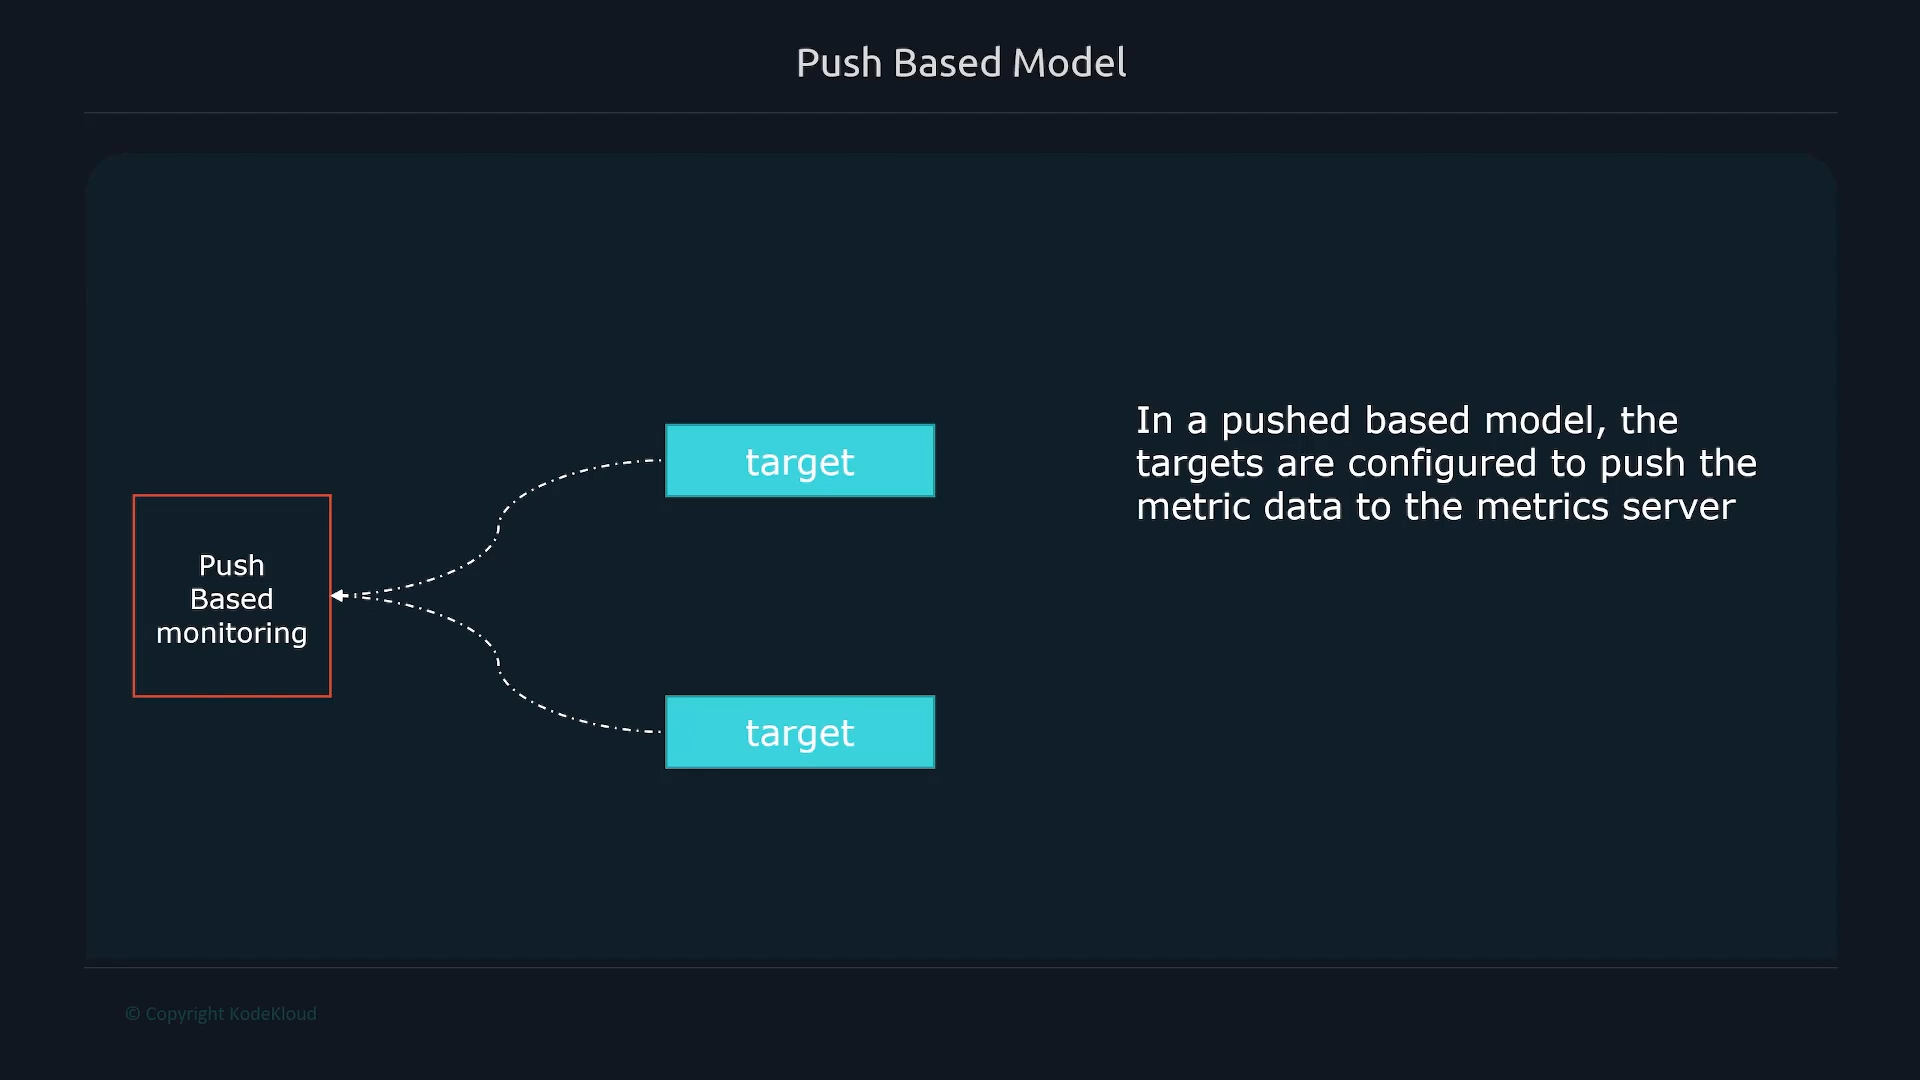 Push Based Model
target
In a pushed based model, the
targets are configured to push the
metric data to the metrics server
Push
Based
monitoring
target
© Copyright KodeKloud